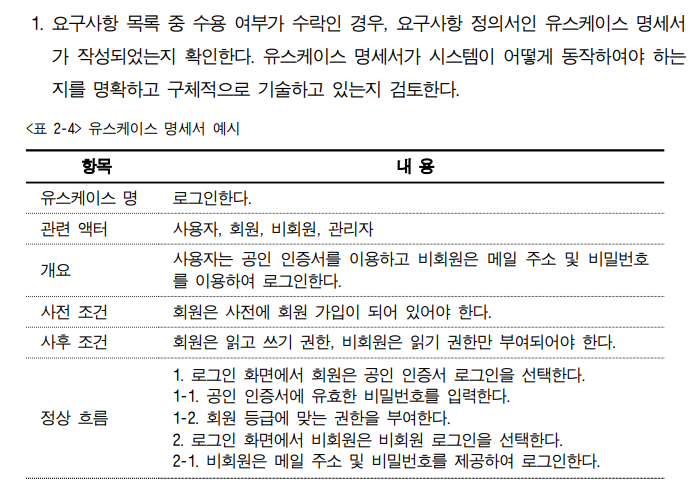 1. 요구사항 목록 중 수용 여부가 수락인 경우, 요구사항 정의서인 유스케이스 명세서
가 작성되었는지 확인한다. 유스케이스 명세서가 시스템이 어떻게 동작하여야 하는
지를 명확하고 구체적으로 기술하고 있는지 검토한다.
<표 2-4> 유스케이스 명세서 예시
항목 내 용
유스케이스 명 로그인한다.
관련 액터 사용자, 회원, 비회원, 관리자
개요 사용자는 공인 인증서를 이용하고 비회원은 메일 주소 및 비밀번호
를 이용하여 로그인한다.
사전 조건 회원은 사전에 회원 가입이 되어 있어야 한다.
사후 조건 회원은 읽고 쓰기 권한, 비회원은 읽기 권한만 부여되어야 한다.
정상 흐름 1. 로그인 화면에서 회원은 공인 인증서 로그인을 선택한다.
1-1. 공인 인증서에 유효한 비밀번호를 입력한다.
1-2. 회원 등급에 맞는 권한을 부여한다.
2. 로그인 화면에서 비회원은 비회원 로그인을 선택한다.
2-1. 비회원은 메일 주소 및 비밀번호를 제공하여 로그인한다.